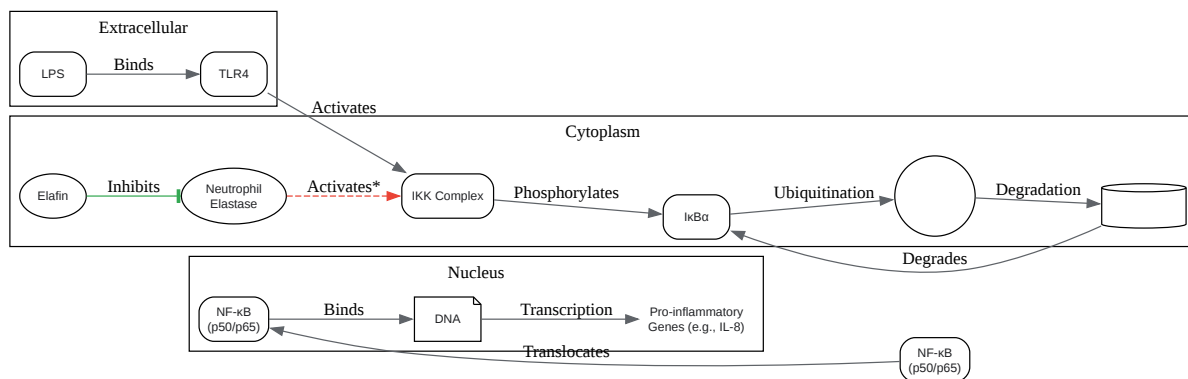 Extracellular
LPS
Binds
TLR4
Activates
Cytoplasm
Elafin
Inhibits
Neutrophil
Elastase
Activates*
IKK Complex
Phosphorylates
IκBα
Ubiquitination
Degradation
Degrades
Nucleus
NF-κB
(p50/p65)
Binds
DNA
Transcription
Pro-inflammatory
Genes (e.g., IL-8)
Translocates
NF-κB
(p50/p65)